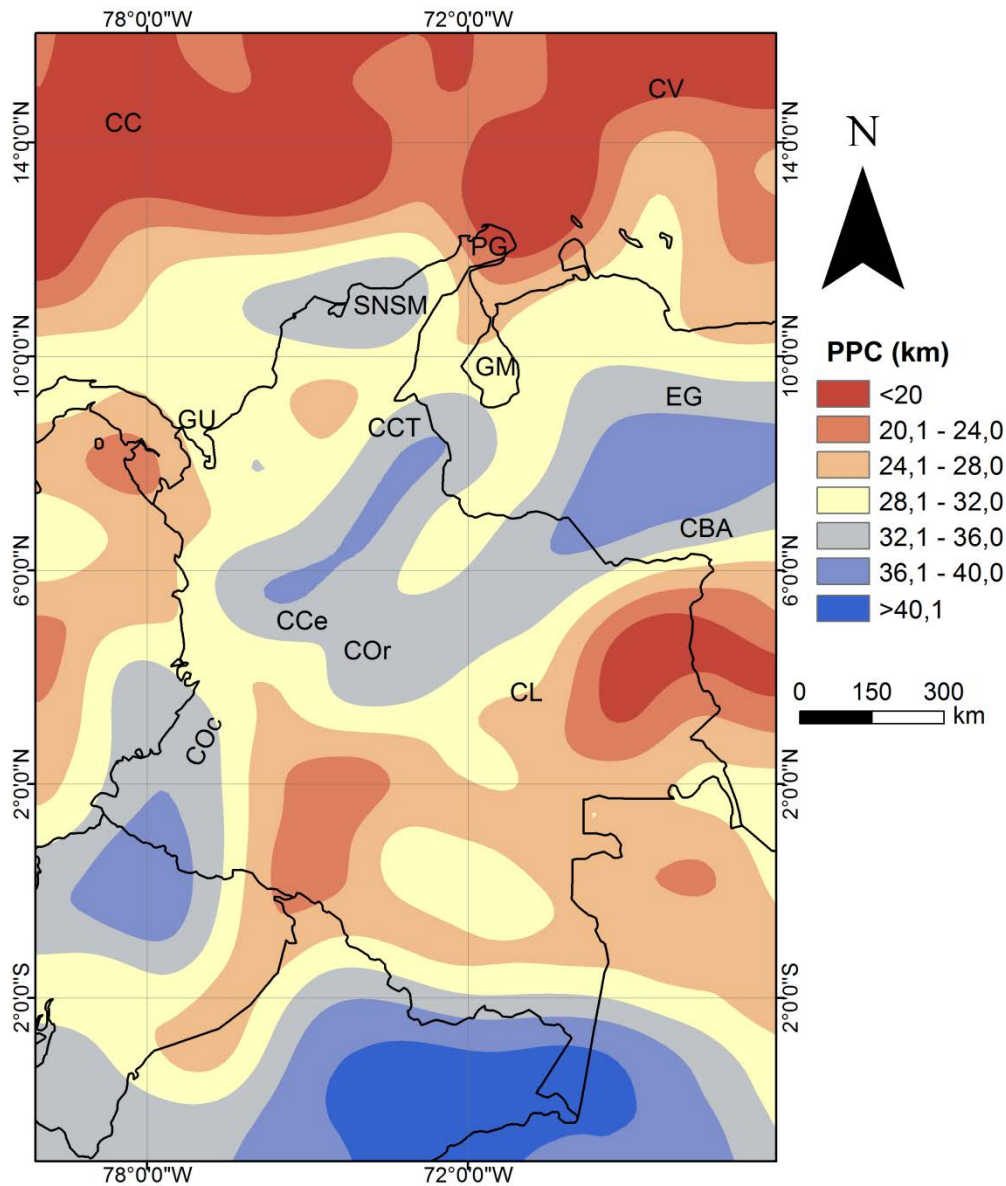 78°0'0"W
72°0'0"W
CV
CC
14°0'0"N
14°0'0"N
N
PG
SNSM
10°0'0"N
10°0'0"N
GM
EG
GU
CCT
CBA
6°0'0"N
6°0'0"N
CCe
COr
CL
COc
2°0'0"N
2°0'0"N
2°0'0"S
2°0'0"S
78°0'0"W
72°0'0"W
PPC (km)
<20
20,1 - 24,0
24,1 - 28,0
28,1 - 32,0
32,1 - 36,0
36,1 - 40,0
>40,1
0 150 300
km